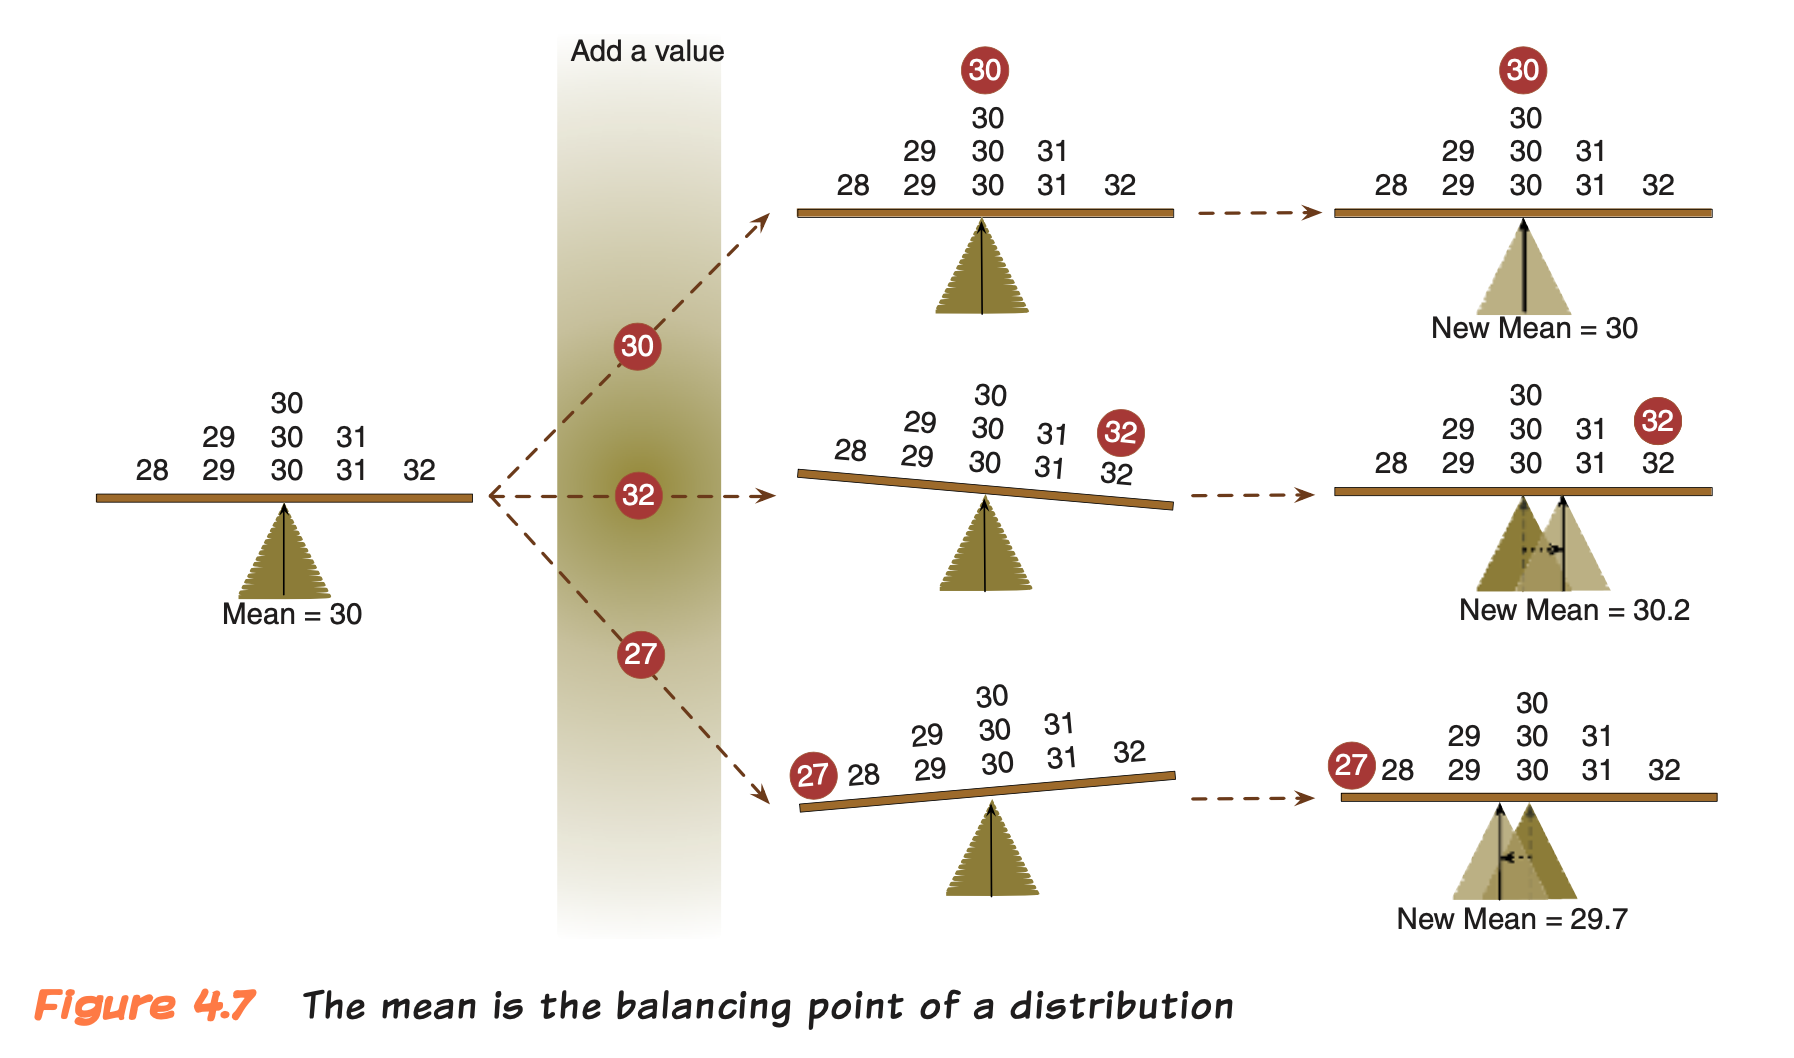 Add a value
30
29 30 31
28 29 30 31 32
Mean = 30
30
32
27
30
30
29 30 31
28 29 30 31 32
30
30
29 30 31
28 29 30 31 32
New Mean = 30
30
29 30 31 32
28 29 30 31 32
30
29 30 31 32
28 29 30 31 32
New Mean = 30.2
30
29 30 31
27 28 29 30 31 32
30
29 30 31
27 28 29 30 31 32
New Mean = 29.7
Figure 4.7 The mean is the balancing point of a distribution